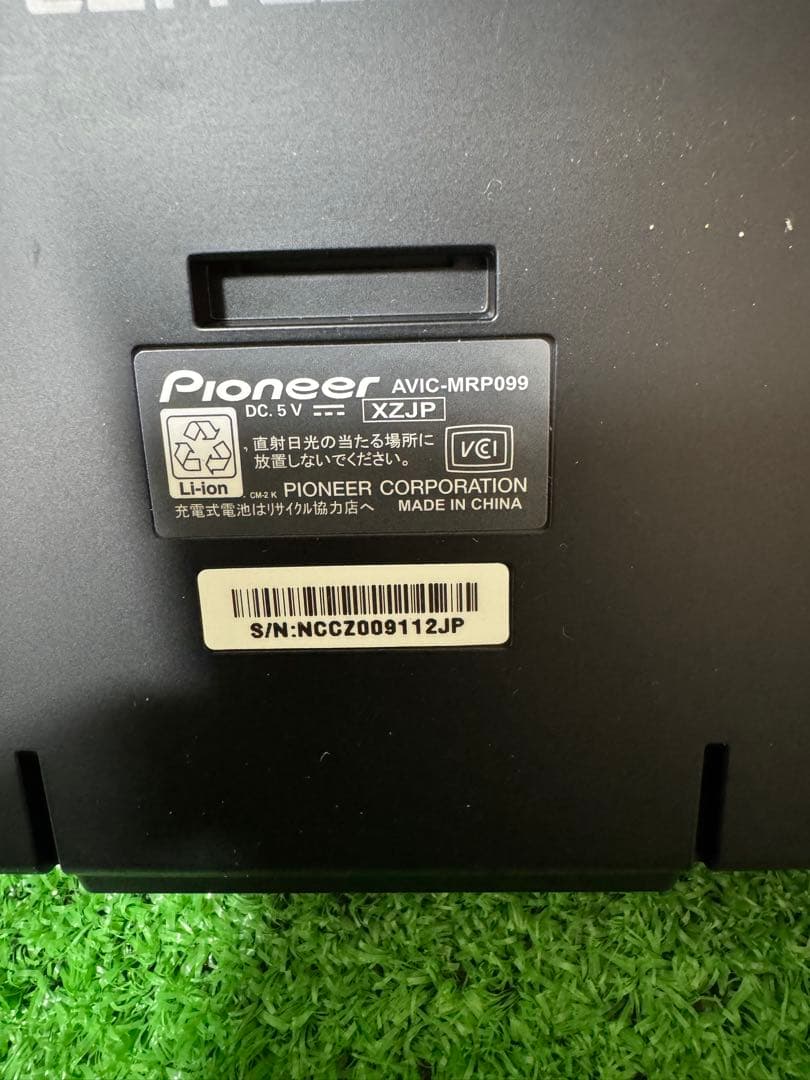 Pioneer AVIC-MRP099
DC. 5 V XZJP
直射日光の当たる場所に
放置しないでください。
VCCI
Li-ion
CM-2 K PIONEER CORPORATION
充電式電池はリサイクル協力店へ MADE IN CHINA
S/N:NCCZ009112JP